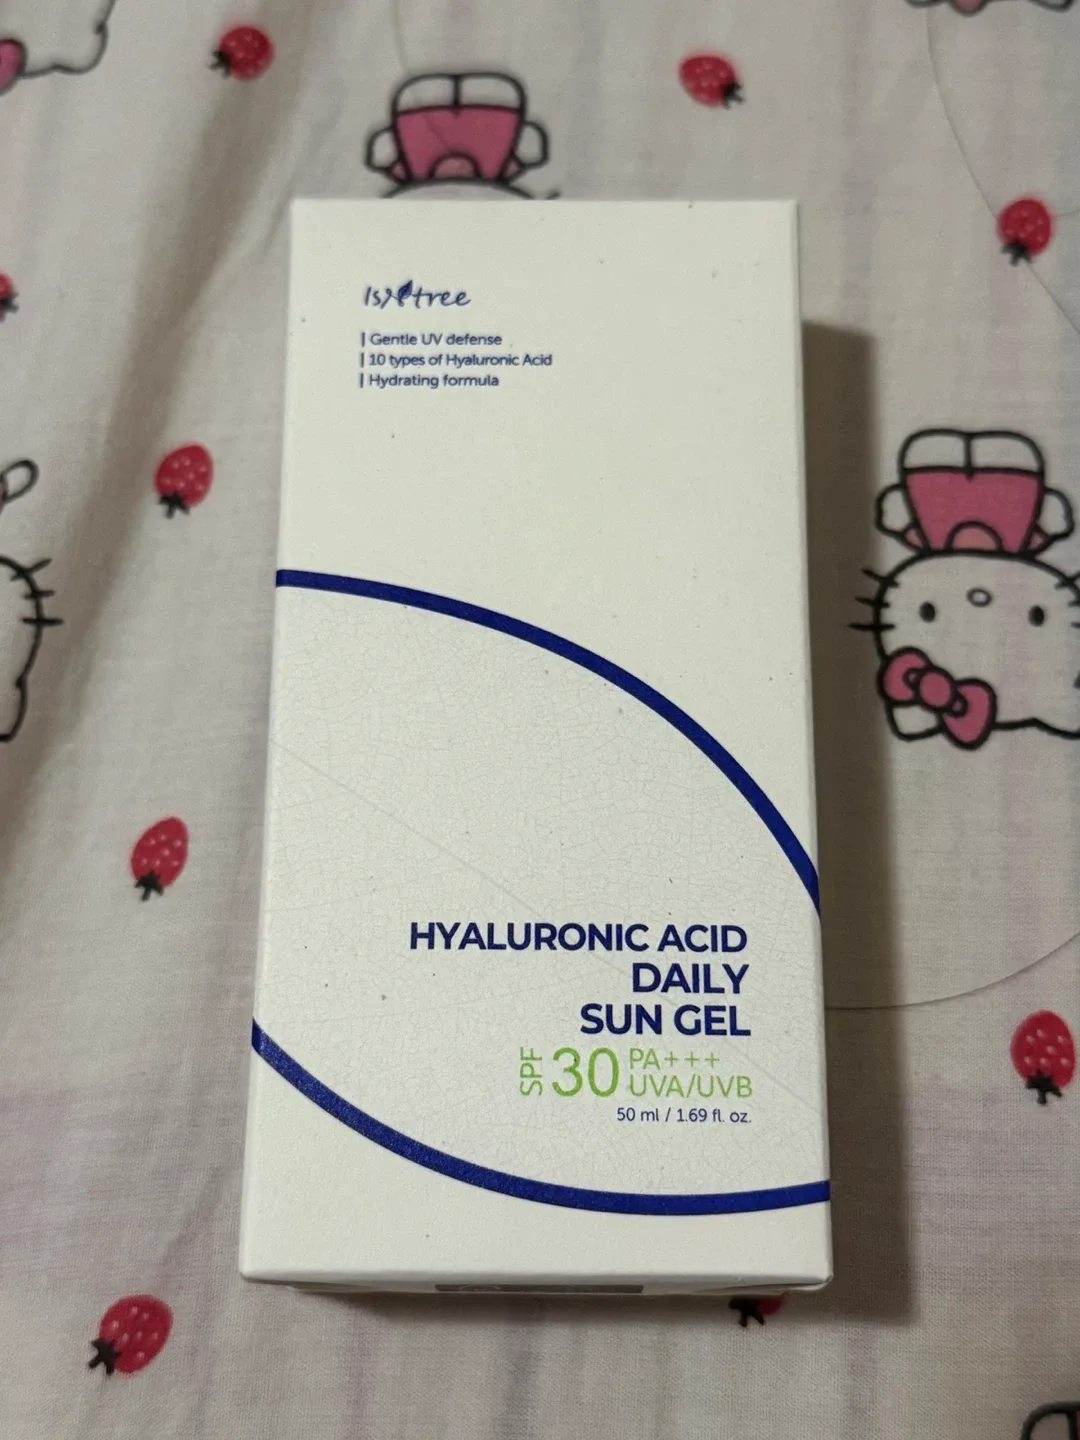 Isntree
| Gentle UV defense
| 10 types of Hyaluronic Acid
| Hydrating formula
HYALURONIC ACID
DAILY
SUN GEL
SPF 30 PA+++
UVA/UVB
50 ml / 1.69 fl. oz.